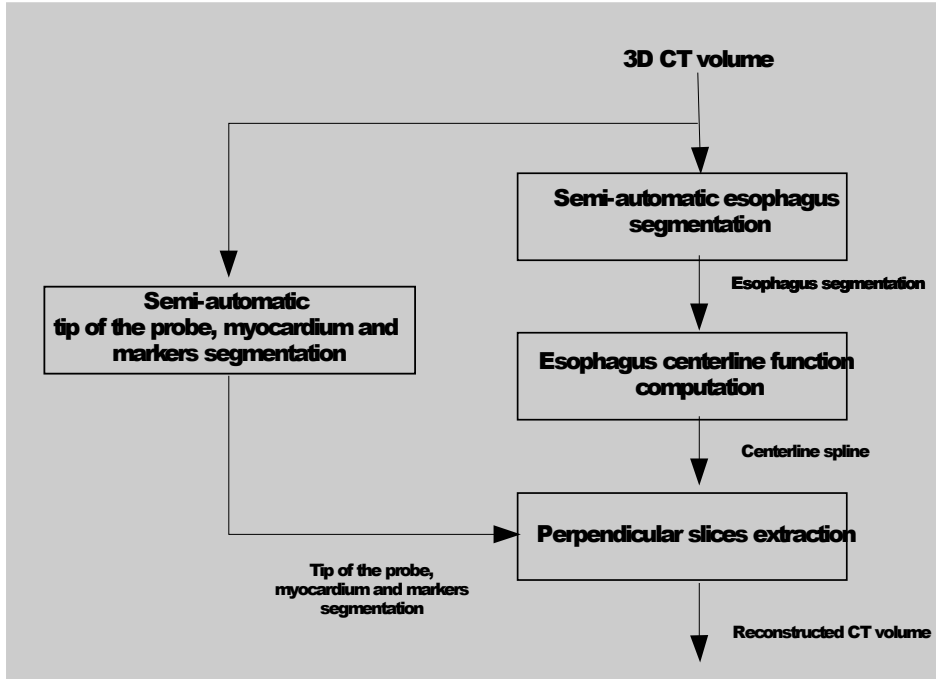 3D CT volume
Semi-automatic esophagus
segmentation
Esophagus segmentation
Semi-automatic
tip of the probe, myocardium and
markers segmentation
Esophagus centerline function
computation
Centerline spline
Perpendicular slices extraction
Tip of the probe,
myocardium and markers
segmentation
Reconstructed CT volume